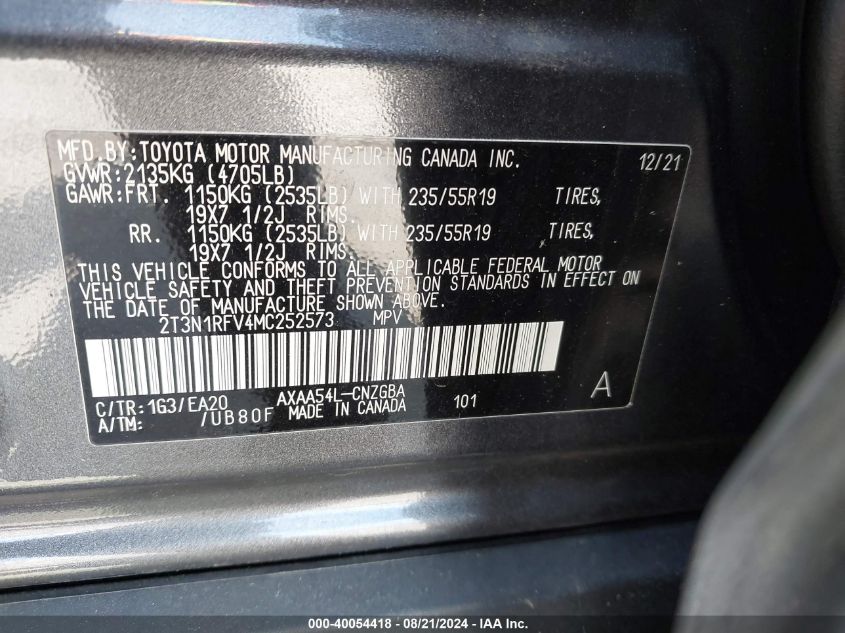 MFD.BY:TOYOTA MOTOR MANUFACTURING CANADA INC. 12/21
GVWR:2135KG (4705LB)
GAWR:FRT. 1150KG (2535LB) WITH 235/55R19 TIRES,
19X7 1/2J RIMS.
RR. 1150KG (2535LB) WITH 235/55R19 TIRES,
19X7 1/2J RIMS.
THIS VEHICLE CONFORMS TO ALL APPLICABLE FEDERAL MOTOR
VEHICLE SAFETY AND THEFT PREVENTION STANDARDS IN EFFECT ON
THE DATE OF MANUFACTURE SHOWN ABOVE.
2T3N1RFV4MC252573 MPV
C/TR:1G3/EA20 AXAA54L-CNZGBA 101 A
A/TM: /UB80F MADE IN CANADA
000-40054418 - 08/21/2024 - IAA Inc.